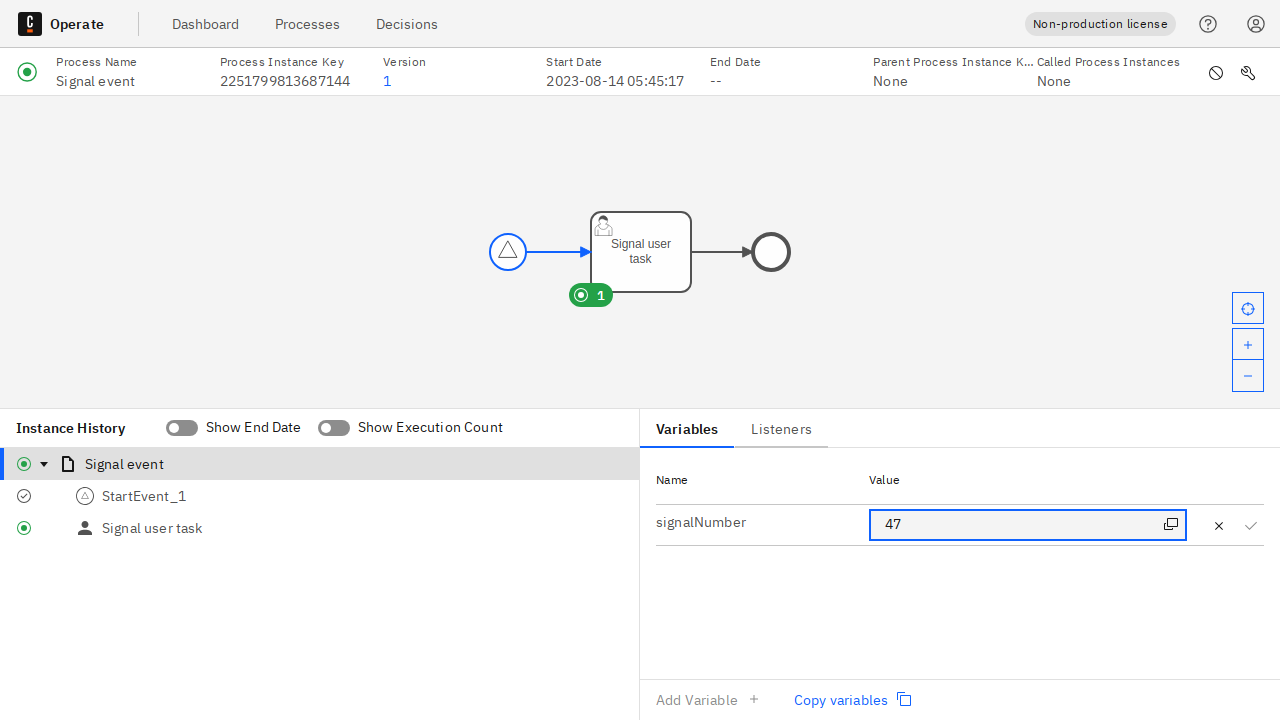 Operate
Dashboard
Processes
Decisions
Non-production license
Process Name
Signal event
Process Instance Key
2251799813687144
Version
1
Start Date
2023-08-14 05:45:17
End Date
--
Parent Process Instance K...
None
Called Process Instances
None
Signal user
task
1
Instance History
Show End Date
Show Execution Count
Variables
Listeners
Signal event
StartEvent_1
Signal user task
Name
Value
signalNumber
47
Add Variable
Copy variables